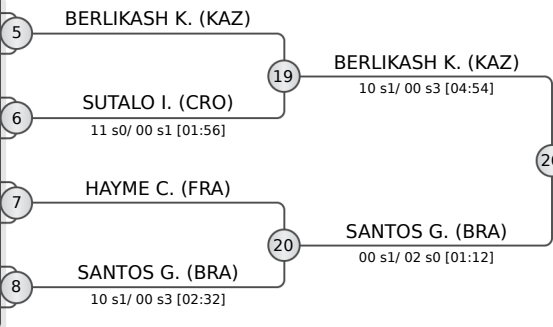 5
BERLIKASH K. (KAZ)
19
BERLIKASH K. (KAZ)
10 s1/ 00 s3 [04:54]
6
SUTALO I. (CRO)
11 s0/ 00 s1 [01:56]
7
HAYME C. (FRA)
20
SANTOS G. (BRA)
00 s1/ 02 s0 [01:12]
8
SANTOS G. (BRA)
10 s1/ 00 s3 [02:32]